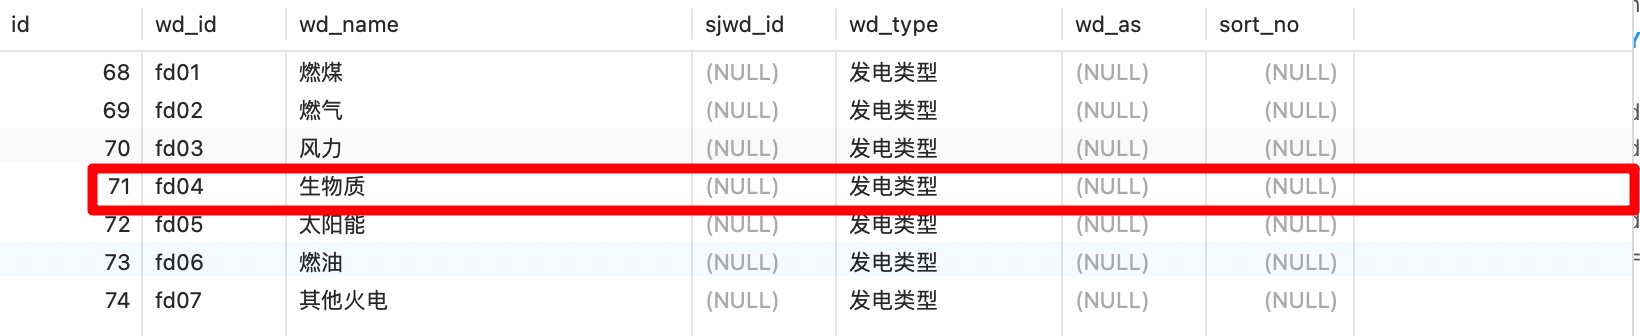 id wd_id wd_name sjwd_id wd_type wd_as sort_no
68 fd01 燃煤 (NULL) 发电类型 (NULL) (NULL)
69 fd02 燃气 (NULL) 发电类型 (NULL) (NULL)
70 fd03 风力 (NULL) 发电类型 (NULL) (NULL)
71 fd04 生物质 (NULL) 发电类型 (NULL) (NULL)
72 fd05 太阳能 (NULL) 发电类型 (NULL) (NULL)
73 fd06 燃油 (NULL) 发电类型 (NULL) (NULL)
74 fd07 其他火电 (NULL) 发电类型 (NULL) (NULL)